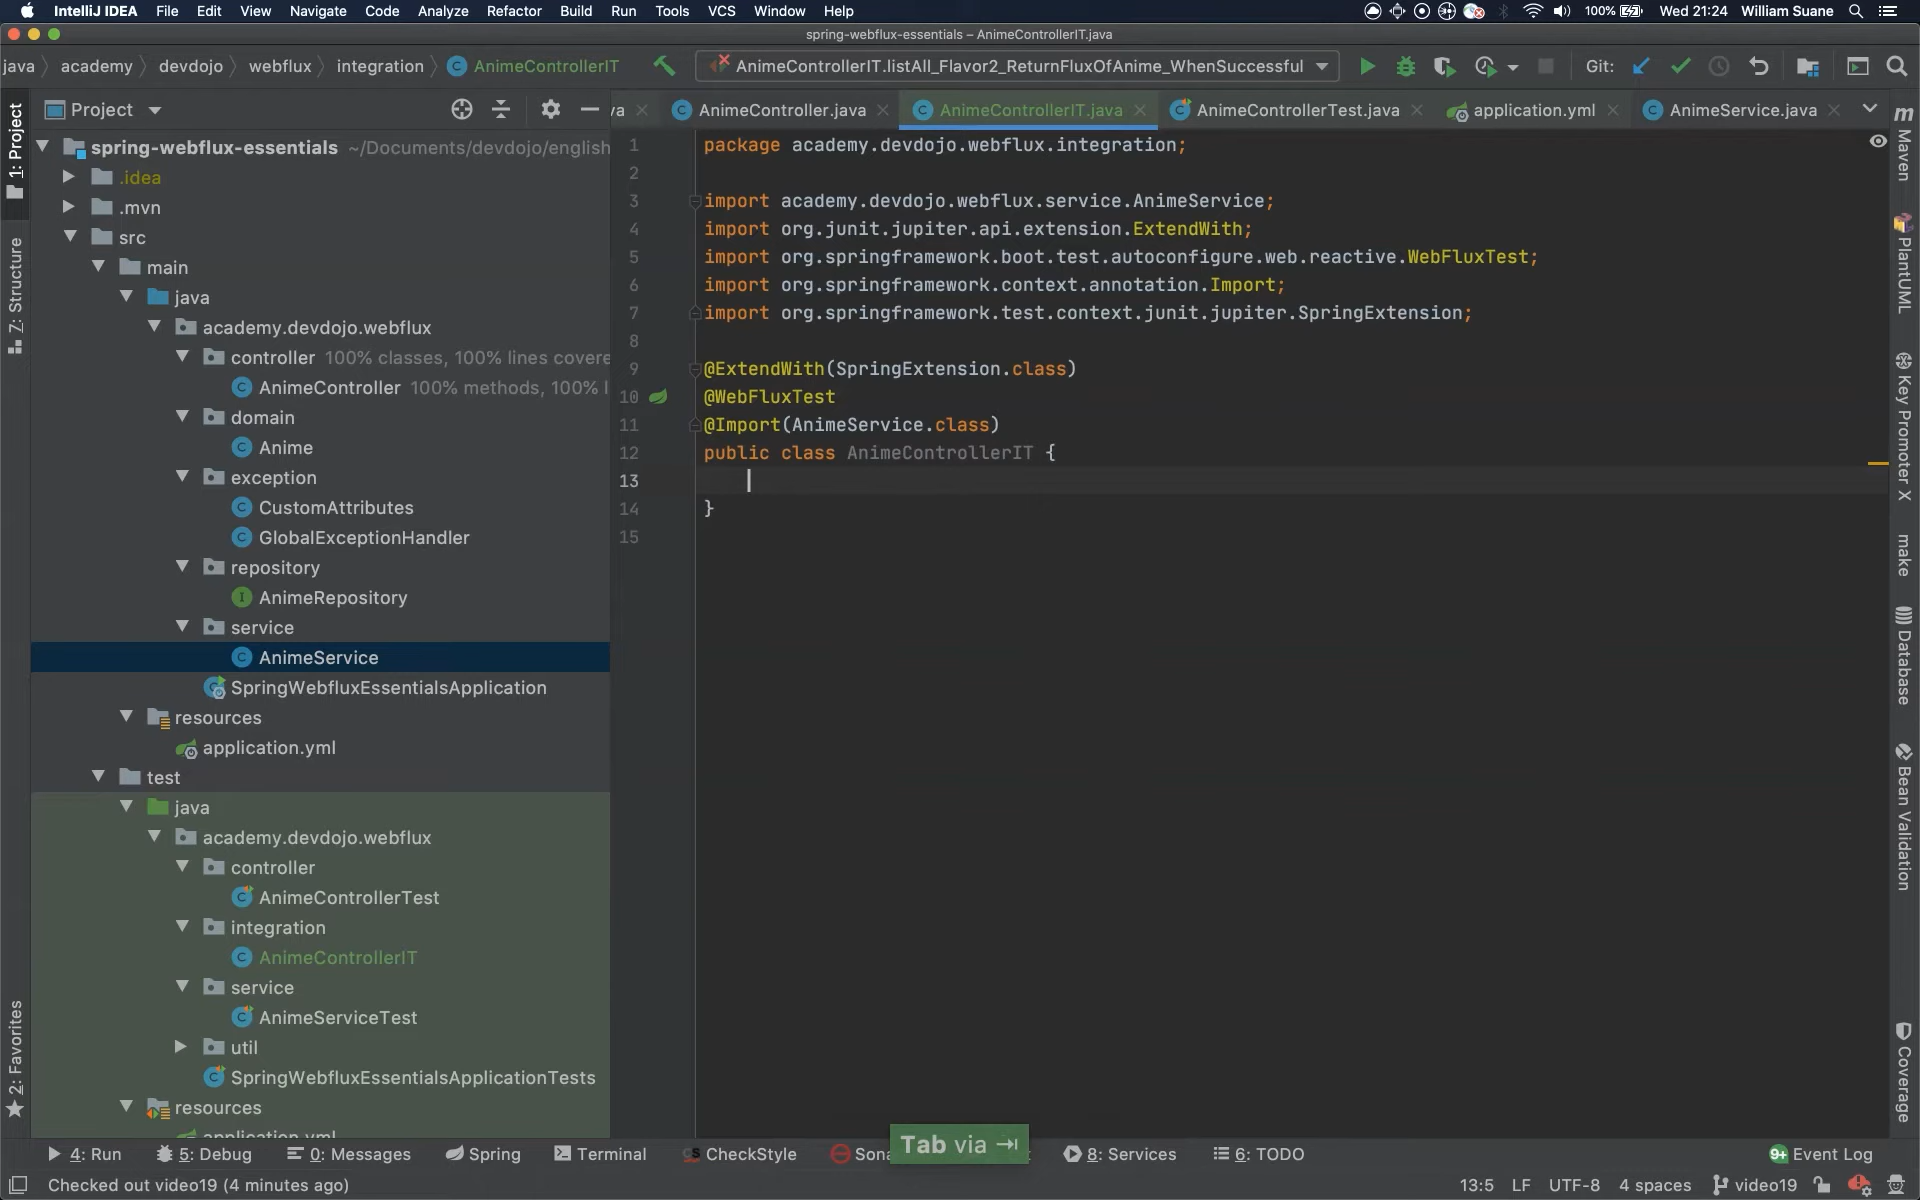 IntelliJ IDEA File Edit View Navigate Code Analyze Refactor Build Run Tools VCS Window Help 100% Wed 21:24 William Suane
spring-webflux-essentials – AnimeControllerIT.java
java academy devdojo webflux integration AnimeControllerIT AnimeControllerIT.listAll_Flavor2_ReturnFluxOfAnime_WhenSuccessful Git:
Project
va AnimeController.java AnimeControllerIT.java AnimeControllerTest.java application.yml AnimeService.java
spring-webflux-essentials ~/Documents/devdojo/english
.idea
.mvn
src
main
java
academy.devdojo.webflux
controller 100% classes, 100% lines covere
AnimeController 100% methods, 100% l
domain
Anime
exception
CustomAttributes
GlobalExceptionHandler
repository
AnimeRepository
service
AnimeService
SpringWebfluxEssentialsApplication
resources
application.yml
test
java
academy.devdojo.webflux
controller
AnimeControllerTest
integration
AnimeControllerIT
service
AnimeServiceTest
util
SpringWebfluxEssentialsApplicationTests
resources
application.yml
1 package academy.devdojo.webflux.integration;
2
3 import academy.devdojo.webflux.service.AnimeService;
4 import org.junit.jupiter.api.extension.ExtendWith;
5 import org.springframework.boot.test.autoconfigure.web.reactive.WebFluxTest;
6 import org.springframework.context.annotation.Import;
7 import org.springframework.test.context.junit.jupiter.SpringExtension;
8
9 @ExtendWith(SpringExtension.class)
10 @WebFluxTest
11 @Import(AnimeService.class)
12 public class AnimeControllerIT {
13
14 }
15
1: Project
7: Structure
2: Favorites
m Maven
PlantUML
Key Promoter X
make
Database
Bean Validation
Coverage
4: Run 5: Debug 0: Messages Spring Terminal CheckStyle Sona Tab via 8: Services 6: TODO 9+ Event Log
Checked out video19 (4 minutes ago) 13:5 LF UTF-8 4 spaces video19